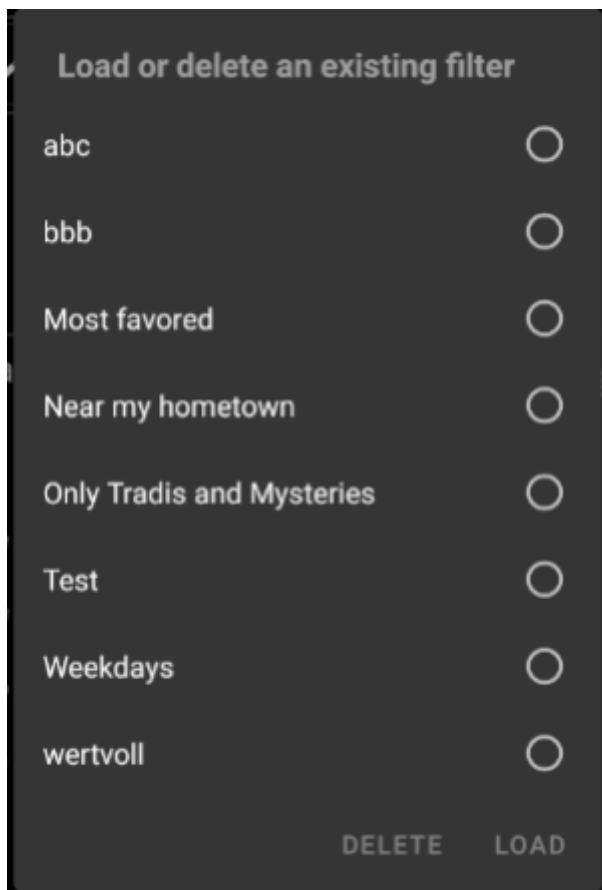 Load or delete an existing filter
abc
bbb
Most favored
Near my hometown
Only Tradis and Mysteries
Test
Weekdays
wertvoll
DELETE LOAD